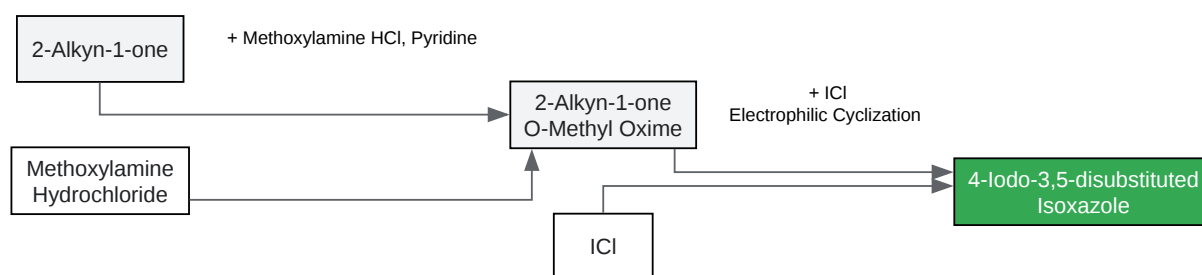 2-Alkyn-1-one
+ Methoxylamine HCl, Pyridine
2-Alkyn-1-one
O-Methyl Oxime
+ ICl
Electrophilic Cyclization
Methoxylamine
Hydrochloride
4-Iodo-3,5-disubstituted
Isoxazole
ICl